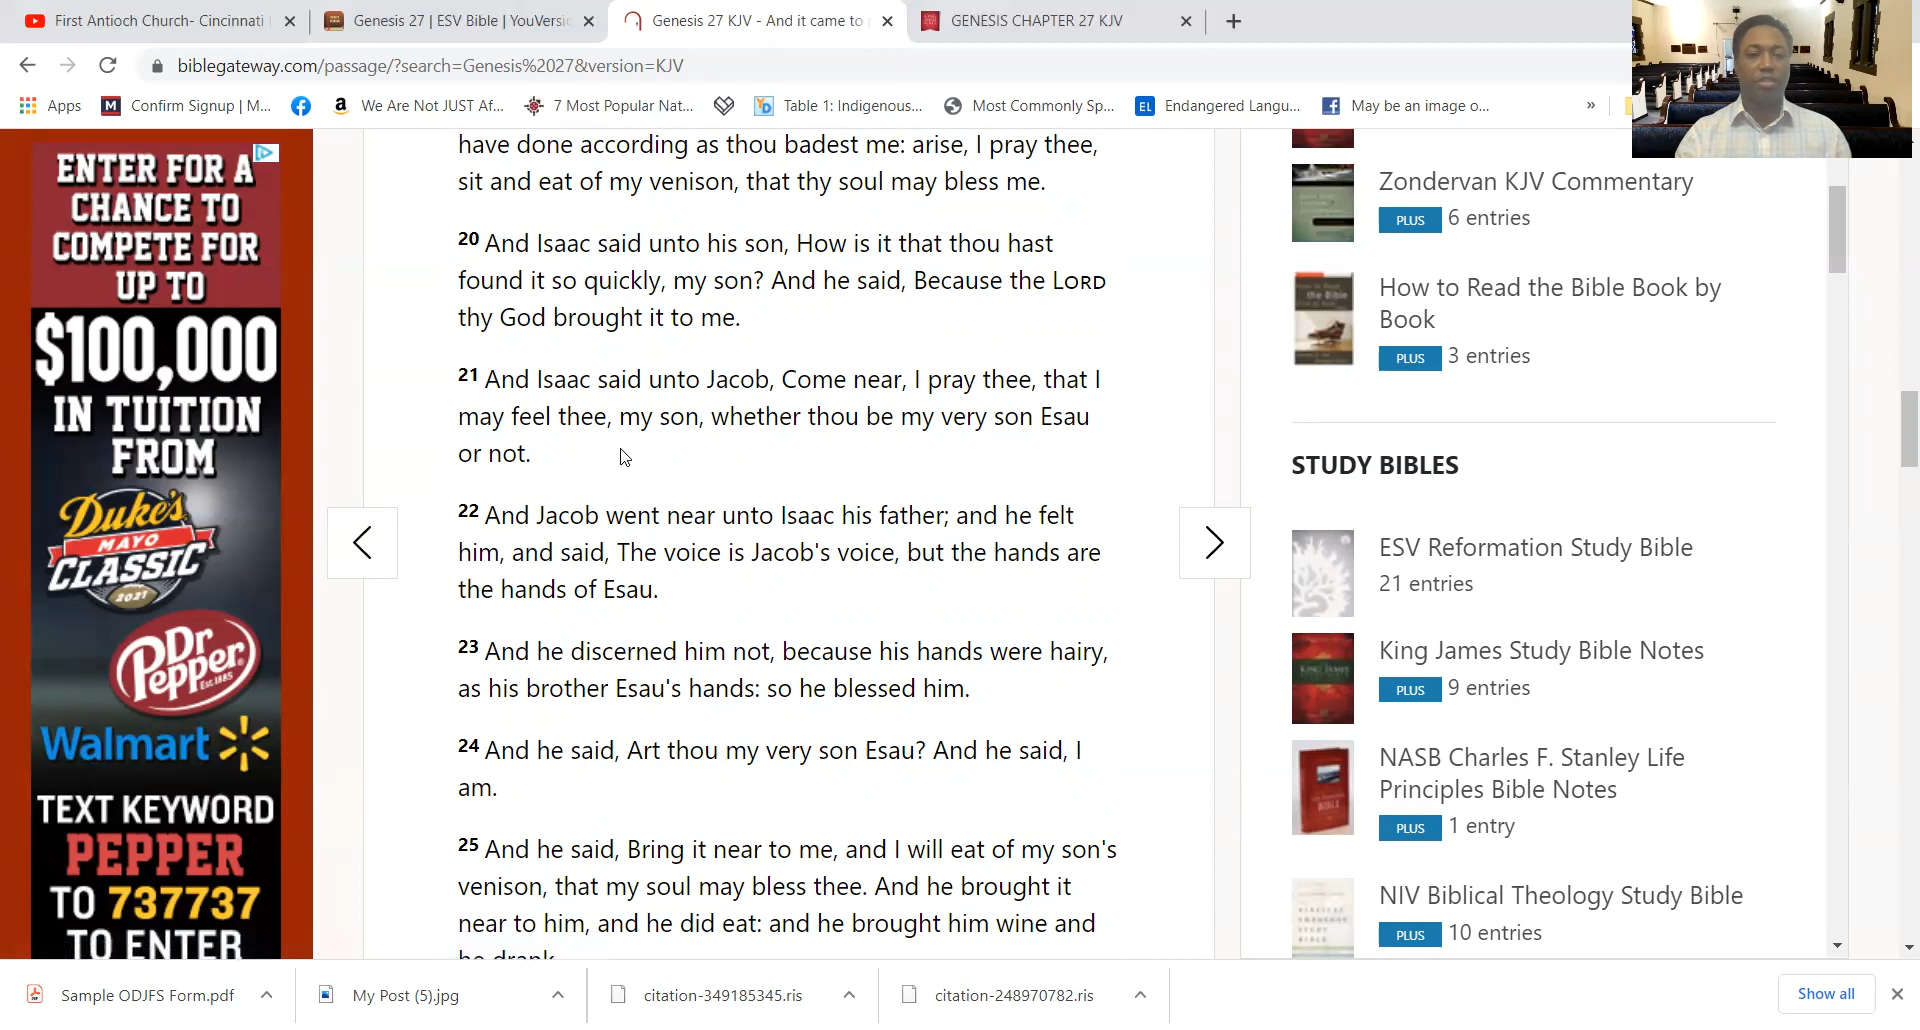 First Antioch Church- Cincinnati
Genesis 27 | ESV Bible | YouVersi
Genesis 27 KJV - And it came to
GENESIS CHAPTER 27 KJV
biblegateway.com/passage/?search=Genesis%2027&version=KJV
Apps
Confirm Signup | M...
We Are Not JUST Af...
7 Most Popular Nat...
Table 1: Indigenous...
Most Commonly Sp...
EL Endangered Langu...
May be an image o...
»
ENTER FOR A
CHANCE TO
COMPETE FOR
UP TO
$100,000
IN TUITION
FROM
Duke's
MAYO
CLASSIC
2021
Dr
Pepper
Est. 1885
Walmart
TEXT KEYWORD
PEPPER
TO 737737
TO ENTER
have done according as thou badest me: arise, I pray thee,
sit and eat of my venison, that thy soul may bless me.
20 And Isaac said unto his son, How is it that thou hast
found it so quickly, my son? And he said, Because the LORD
thy God brought it to me.
21 And Isaac said unto Jacob, Come near, I pray thee, that I
may feel thee, my son, whether thou be my very son Esau
or not.
22 And Jacob went near unto Isaac his father; and he felt
him, and said, The voice is Jacob's voice, but the hands are
the hands of Esau.
23 And he discerned him not, because his hands were hairy,
as his brother Esau's hands: so he blessed him.
24 And he said, Art thou my very son Esau? And he said, I
am.
25 And he said, Bring it near to me, and I will eat of my son's
venison, that my soul may bless thee. And he brought it
near to him, and he did eat: and he brought him wine and
he drank
Zondervan KJV Commentary
PLUS 6 entries
How to Read the Bible Book by
Book
PLUS 3 entries
STUDY BIBLES
ESV Reformation Study Bible
21 entries
King James Study Bible Notes
PLUS 9 entries
NASB Charles F. Stanley Life
Principles Bible Notes
PLUS 1 entry
NIV Biblical Theology Study Bible
PLUS 10 entries
Sample ODJFS Form.pdf
My Post (5).jpg
citation-349185345.ris
citation-248970782.ris
Show all